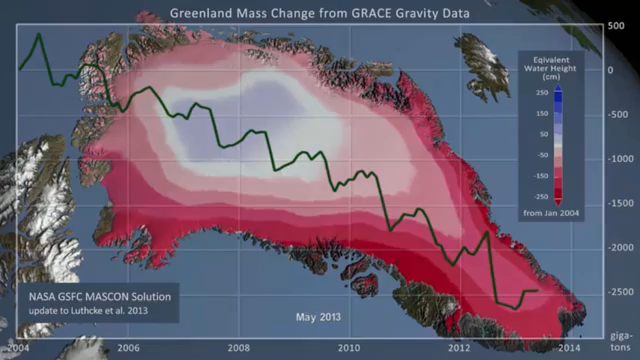 Greenland Mass Change from GRACE Gravity Data
500
0
-500
-1000
-1500
-2000
-2500
giga-
tons
Eqivalent
Water Height
(cm)
250
150
50
-50
-150
-250
from Jan 2004
NASA GSFC MASCON Solution
update to Luthcke et al. 2013
May 2013
2004
2006
2008
2010
2012
2014